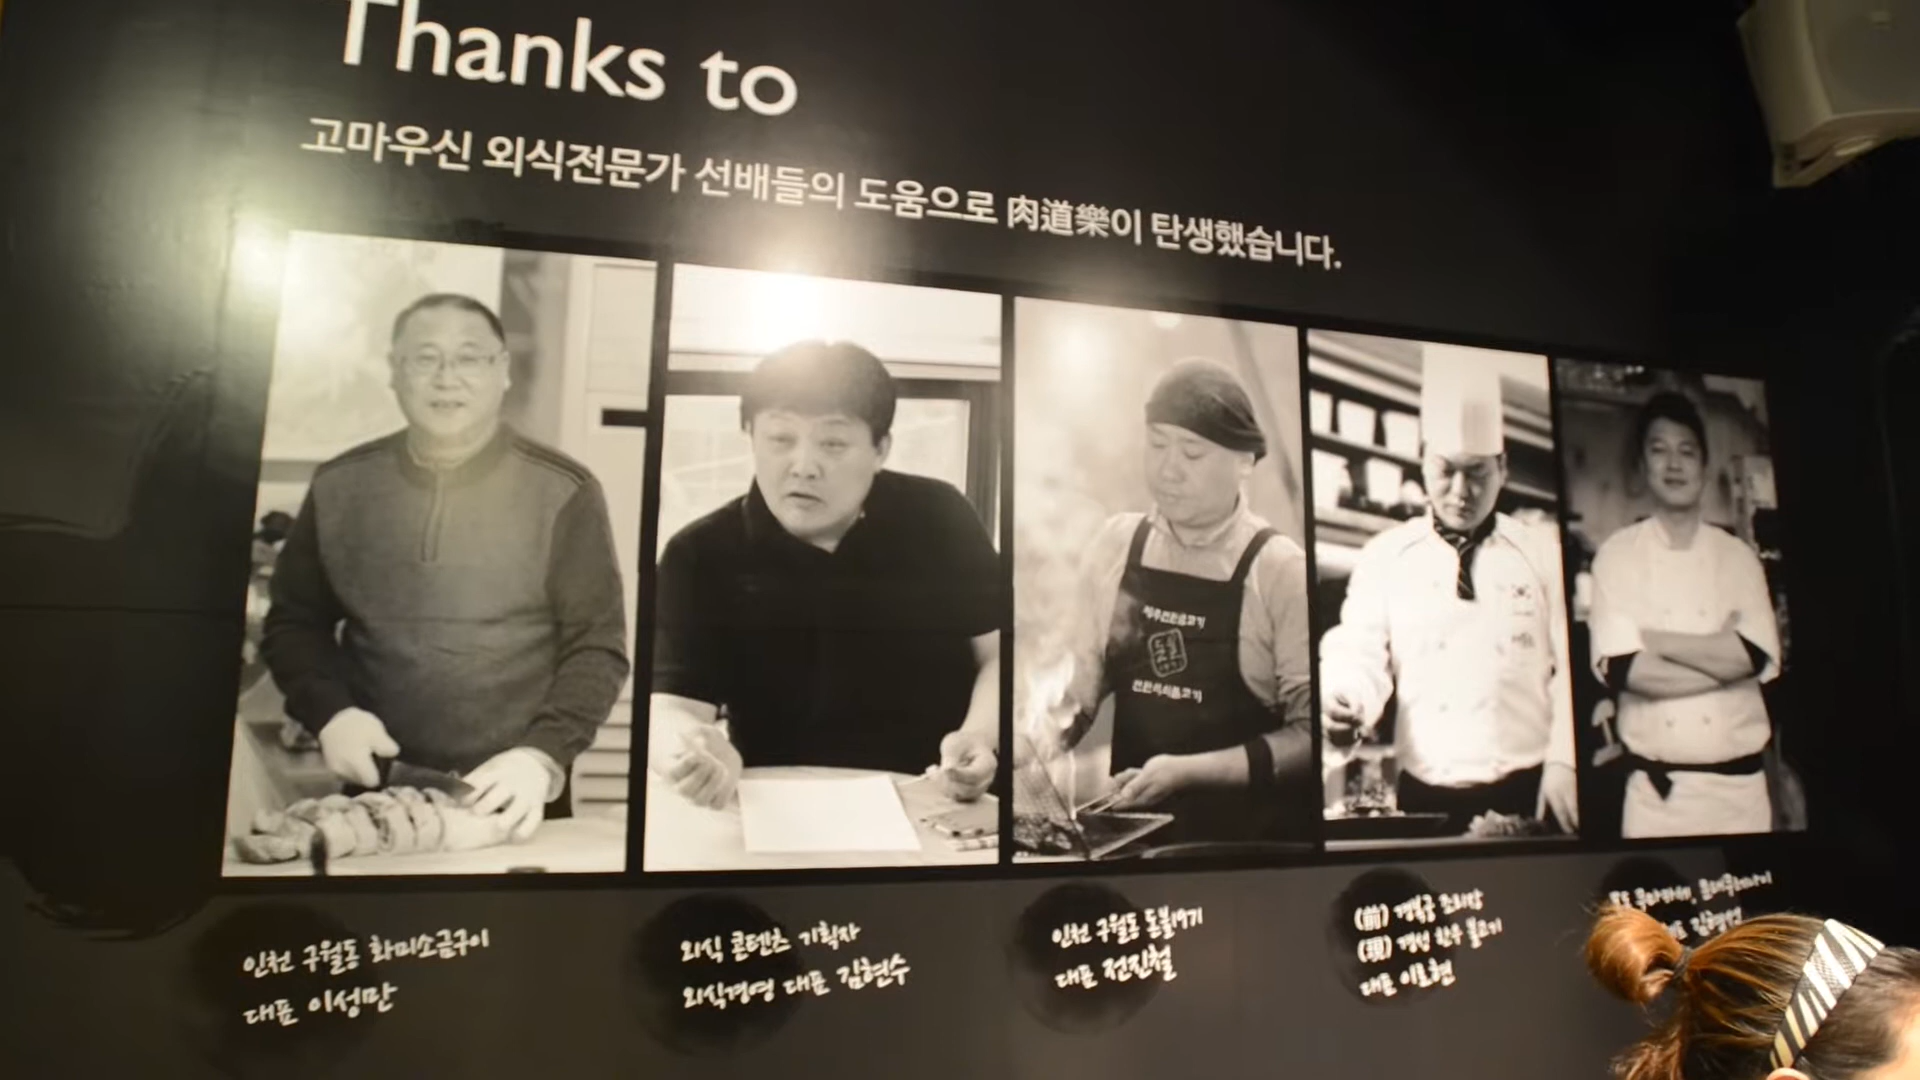 Thanks to
고마우신 외식전문가 선배들의 도움으로 肉道樂이 탄생했습니다.
인천 구월동 화미소금구이
대표 이성만
외식 콘텐츠 기획자
외식경영 대표 김현수
인천 구월동 돈불1971
대표 전진철
(前) 경복궁 조리장
(現) 경성 한우 불고기
대표 이로현